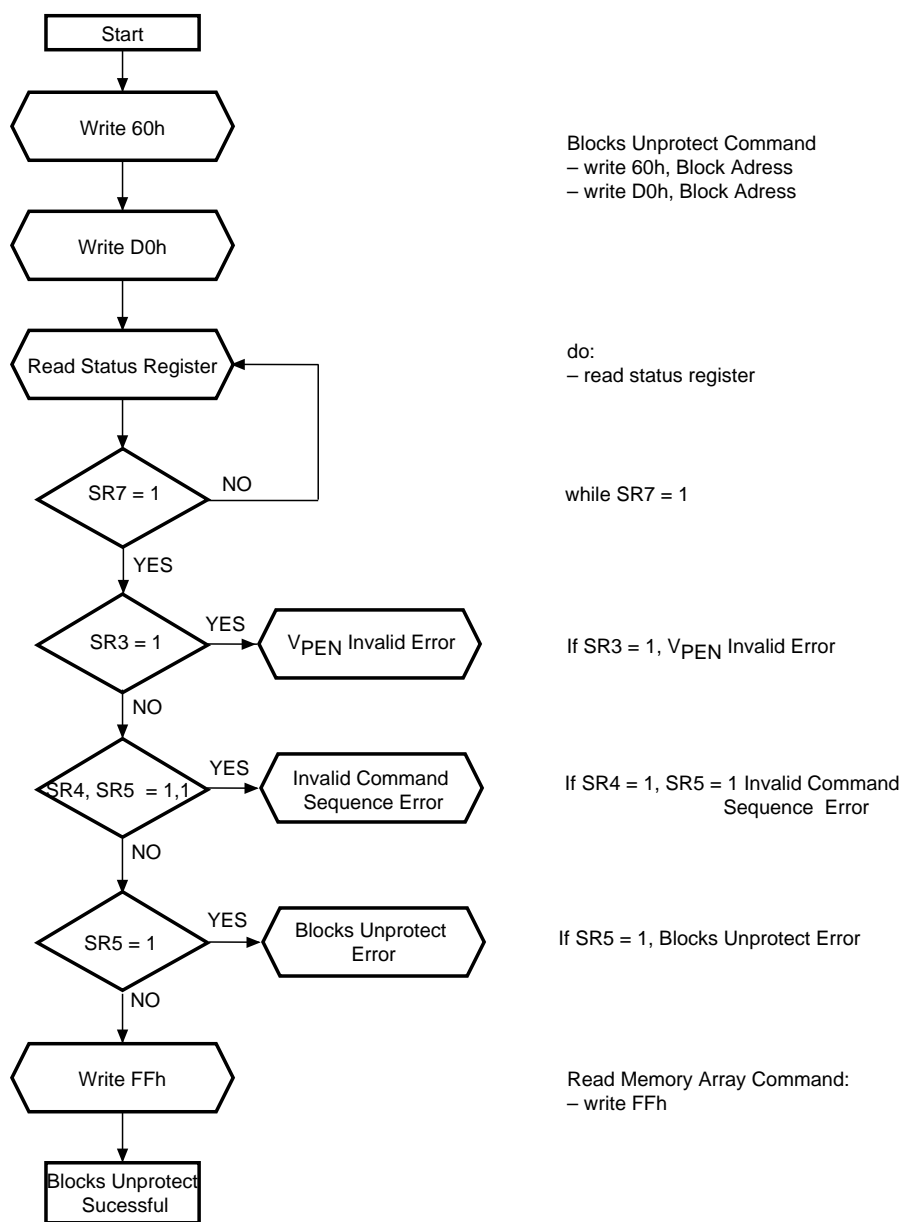 Start
Write 60h
Blocks Unprotect Command
– write 60h, Block Adress
– write D0h, Block Adress
Write D0h
Read Status Register
do:
– read status register
SR7 = 1
NO
while SR7 = 1
YES
SR3 = 1
YES
VPEN Invalid Error
If SR3 = 1, VPEN Invalid Error
NO
SR4, SR5 = 1,1
YES
Invalid Command
Sequence Error
If SR4 = 1, SR5 = 1 Invalid Command
Sequence Error
NO
SR5 = 1
YES
Blocks Unprotect
Error
If SR5 = 1, Blocks Unprotect Error
NO
Write FFh
Read Memory Array Command:
– write FFh
Blocks Unprotect
Sucessful